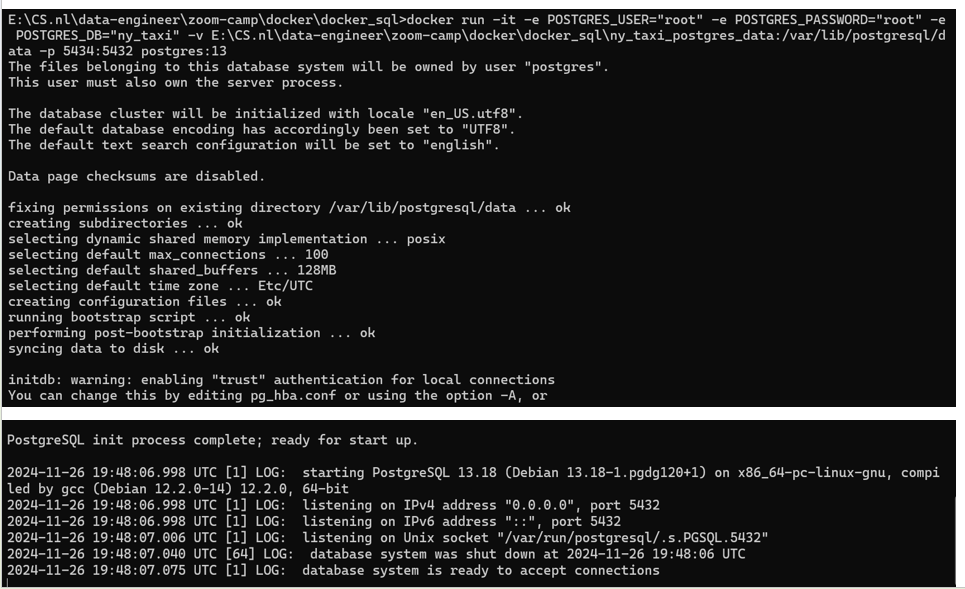 E:\CS.nl\data-engineer\zoom-camp\docker\docker_sql>docker run -it -e POSTGRES_USER="root" -e POSTGRES_PASSWORD="root" -e
 POSTGRES_DB="ny_taxi" -v E:\CS.nl\data-engineer\zoom-camp\docker\docker_sql\ny_taxi_postgres_data:/var/lib/postgresql/d
ata -p 5434:5432 postgres:13
The files belonging to this database system will be owned by user "postgres".
This user must also own the server process.

The database cluster will be initialized with locale "en_US.utf8".
The default database encoding has accordingly been set to "UTF8".
The default text search configuration will be set to "english".

Data page checksums are disabled.

fixing permissions on existing directory /var/lib/postgresql/data ... ok
creating subdirectories ... ok
selecting dynamic shared memory implementation ... posix
selecting default max_connections ... 100
selecting default shared_buffers ... 128MB
selecting default time zone ... Etc/UTC
creating configuration files ... ok
running bootstrap script ... ok
performing post-bootstrap initialization ... ok
syncing data to disk ... ok

initdb: warning: enabling "trust" authentication for local connections
You can change this by editing pg_hba.conf or using the option -A, or

PostgreSQL init process complete; ready for start up.

2024-11-26 19:48:06.998 UTC [1] LOG:  starting PostgreSQL 13.18 (Debian 13.18-1.pgdg120+1) on x86_64-pc-linux-gnu, compi
led by gcc (Debian 12.2.0-14) 12.2.0, 64-bit
2024-11-26 19:48:06.998 UTC [1] LOG:  listening on IPv4 address "0.0.0.0", port 5432
2024-11-26 19:48:06.998 UTC [1] LOG:  listening on IPv6 address "::", port 5432
2024-11-26 19:48:07.006 UTC [1] LOG:  listening on Unix socket "/var/run/postgresql/.s.PGSQL.5432"
2024-11-26 19:48:07.040 UTC [64] LOG:  database system was shut down at 2024-11-26 19:48:06 UTC
2024-11-26 19:48:07.075 UTC [1] LOG:  database system is ready to accept connections